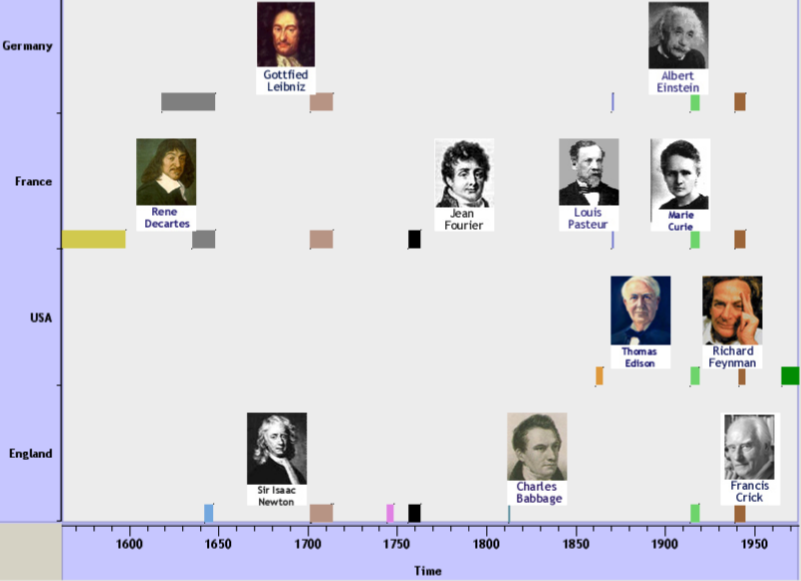 Germany
Gottfied
Leibniz
Albert
Einstein
France
Rene
Decartes
Jean
Fourier
Louis
Pasteur
Marie
Curie
USA
Thomas
Edison
Richard
Feynman
England
Sir Isaac
Newton
Charles
Babbage
Francis
Crick
1600 1650 1700 1750 1800 1850 1900 1950
Time